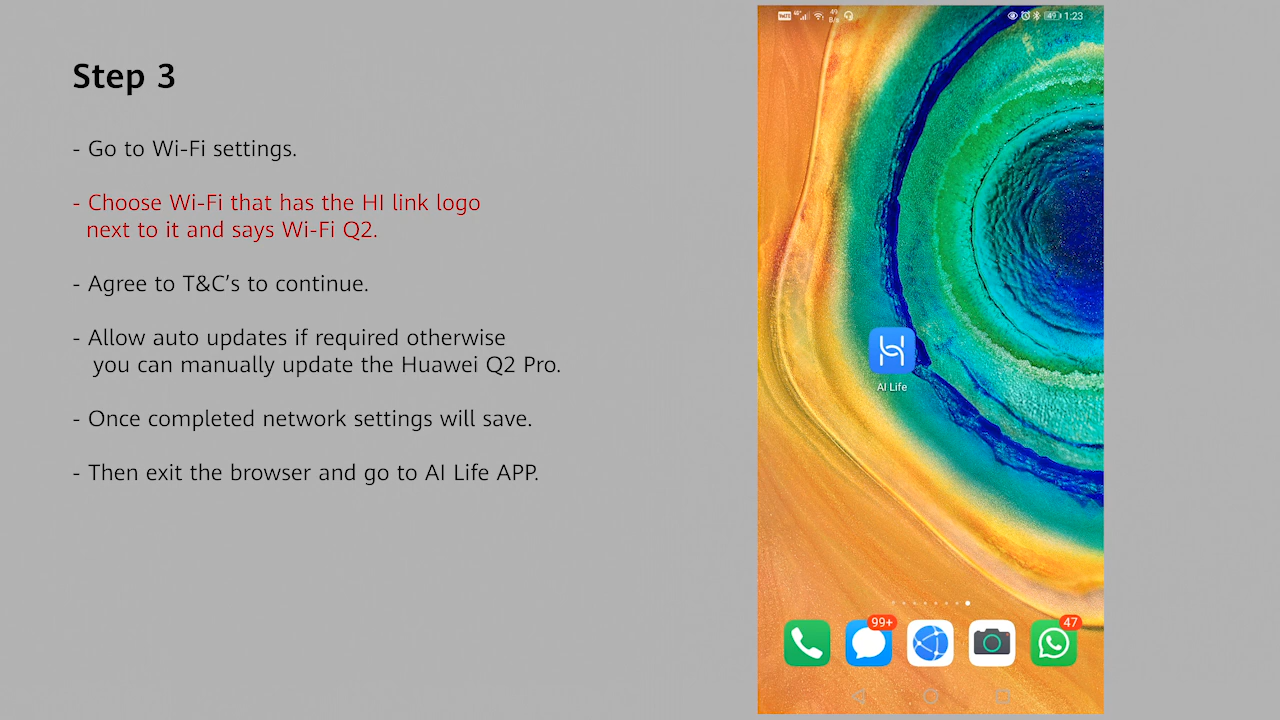 Step 3
- Go to Wi-Fi settings.
- Choose Wi-Fi that has the HI link logo
next to it and says Wi-Fi Q2.
- Agree to T&C’s to continue.
- Allow auto updates if required otherwise
you can manually update the Huawei Q2 Pro.
- Once completed network settings will save.
- Then exit the browser and go to AI Life APP.
49 B/s
49 1:23
AI Life
99+
47